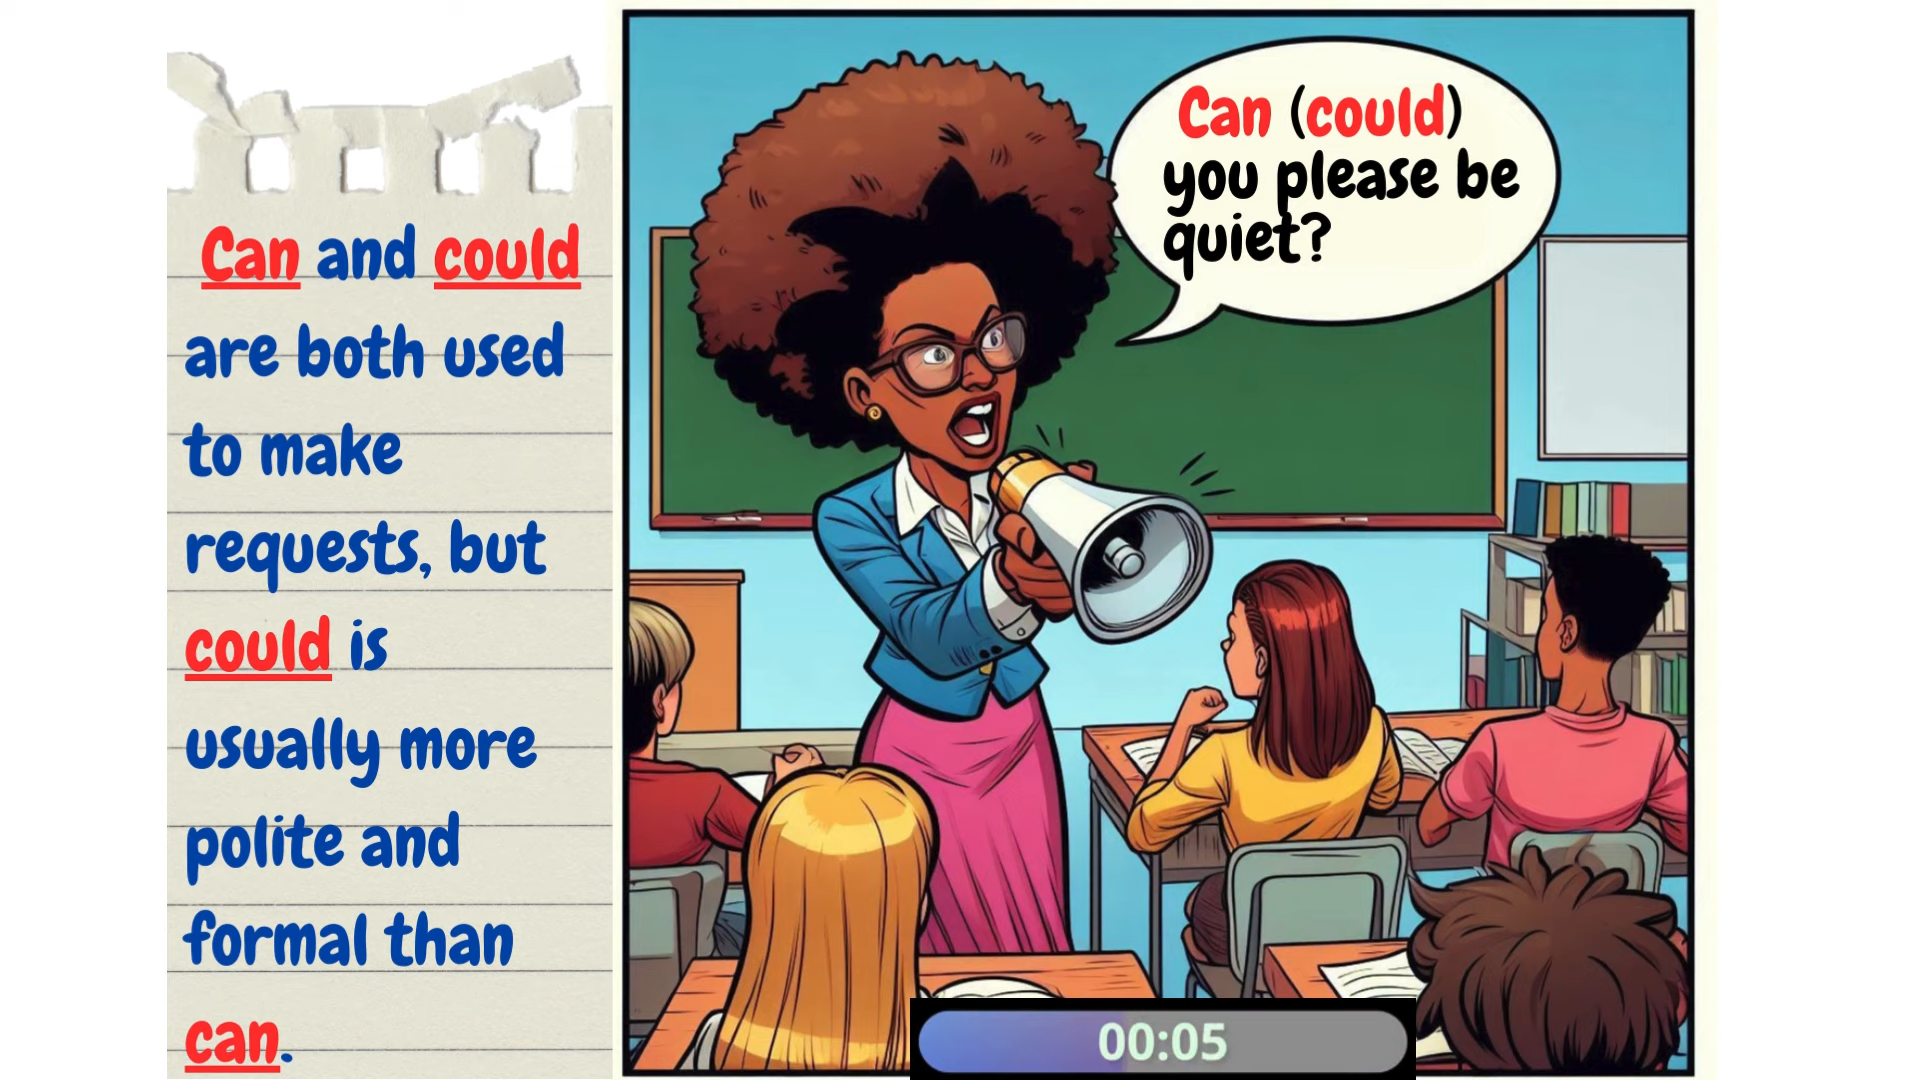 Can and could
are both used
to make
requests, but
could is
usually more
polite and
formal than
can.
Can (could)
you please be
quiet?
00:05